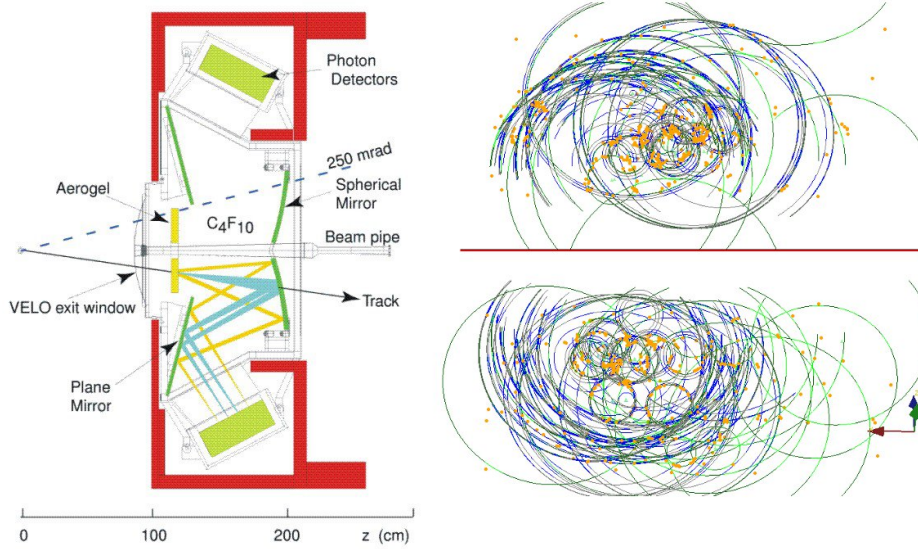 Photon
Detectors
250 mrad
Aerogel
Spherical
Mirror
C4F10
Beam pipe
VELO exit window
Track
Plane
Mirror
0 100 200 z (cm)